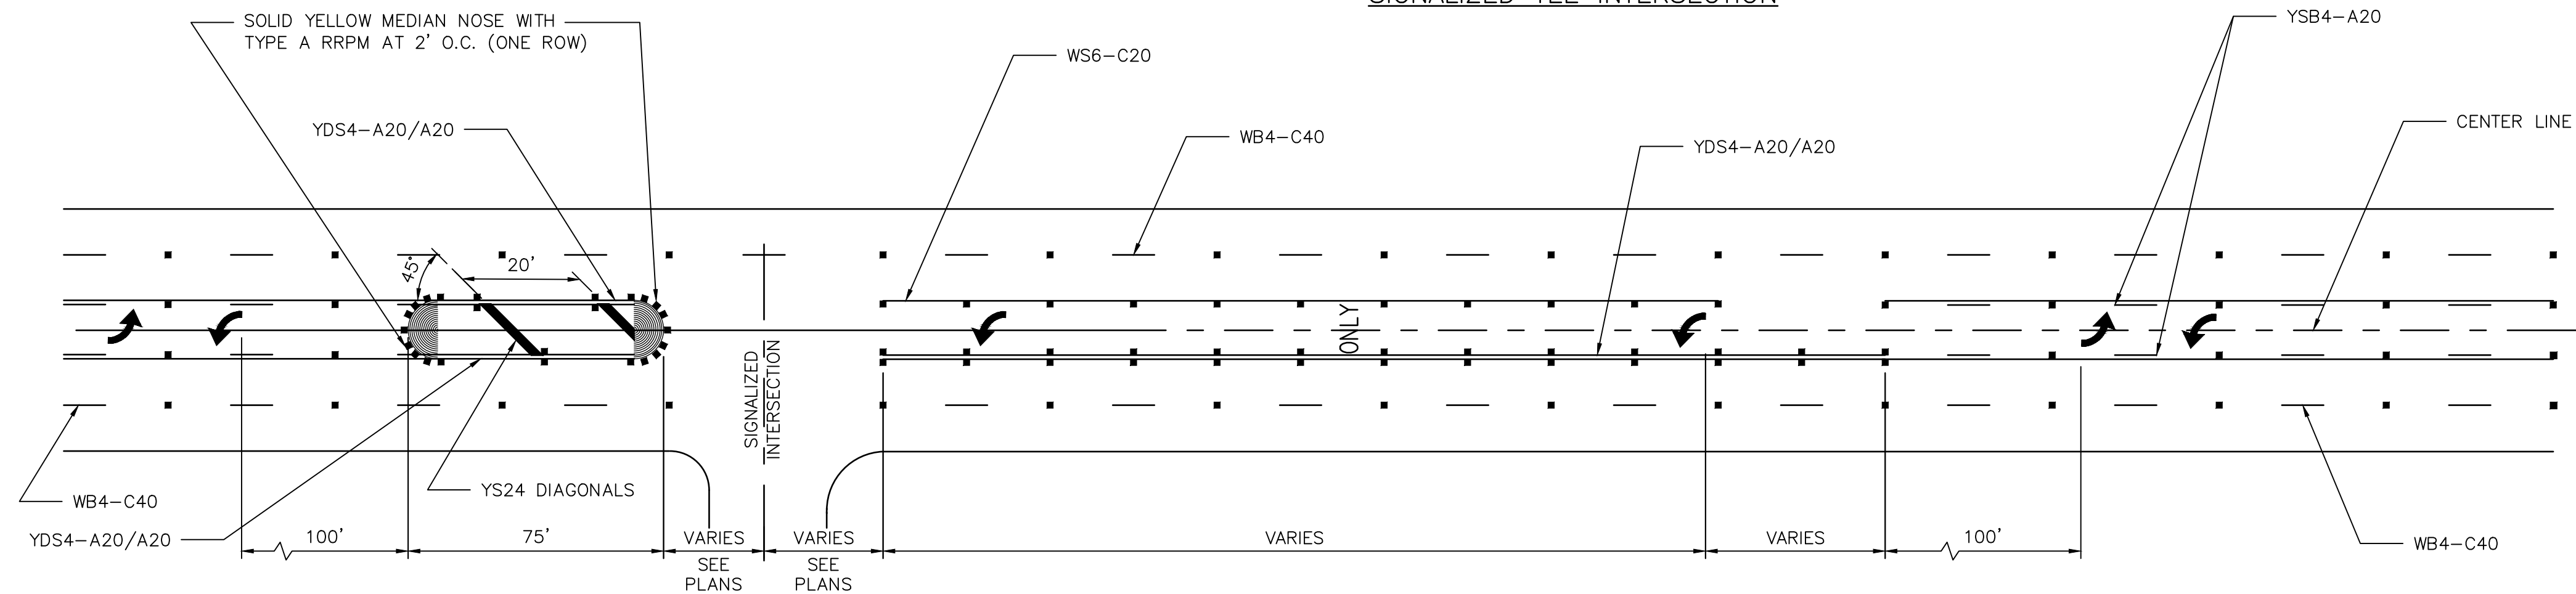 SIGNALIZED TEE INTERSECTION
SOLID YELLOW MEDIAN NOSE WITH
TYPE A RRPM AT 2' O.C. (ONE ROW)
YSB4-A20
WS6-C20
CENTER LINE
YDS4-A20/A20
WB4-C40
YDS4-A20/A20
45°
20'
ONLY
SIGNALIZED
INTERSECTION
YS24 DIAGONALS
WB4-C40
YDS4-A20/A20
100'
75'
VARIES
SEE
PLANS
VARIES
SEE
PLANS
VARIES
VARIES
100'
WB4-C40